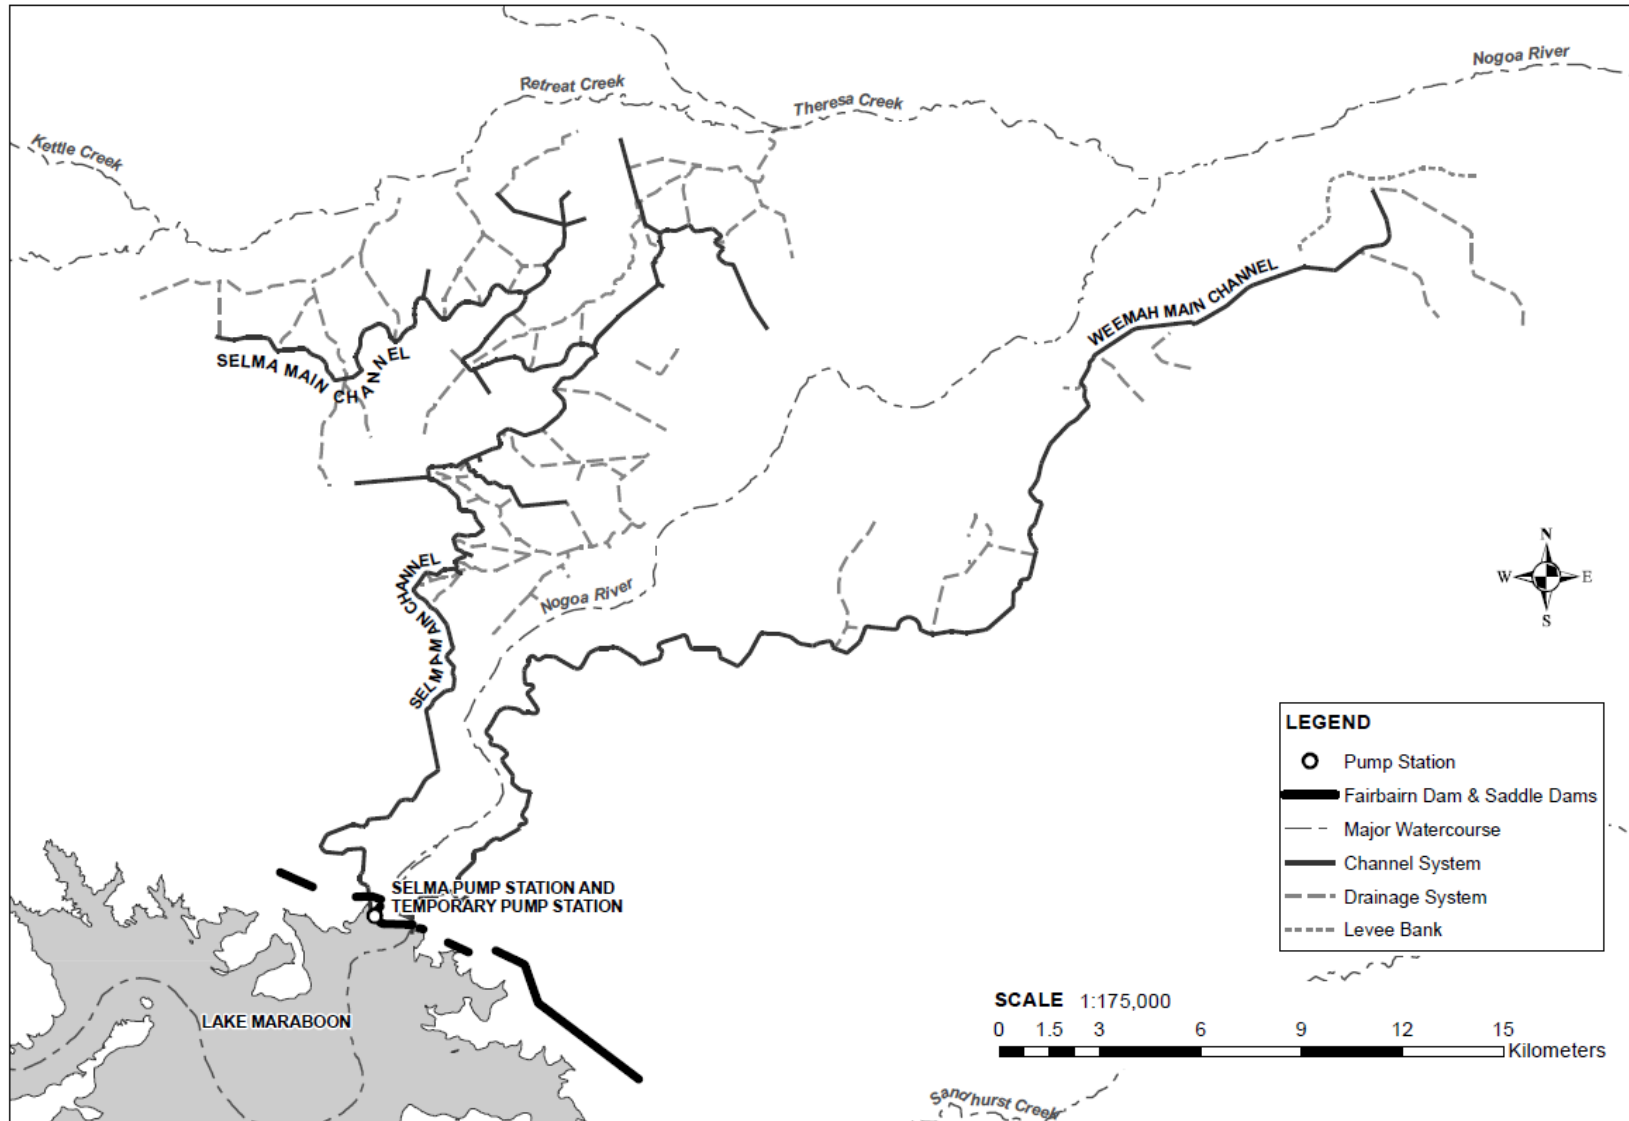 Nogoa River
Retreat Creek
Theresa Creek
Kettle Creek
WEEMAH MAIN CHANNEL
SELMA MAIN CHANNEL
SELMA MAIN CHANNEL
Nogoa River
N
W E
S
LEGEND
Pump Station
Fairbairn Dam & Saddle Dams
Major Watercourse
Channel System
Drainage System
Levee Bank
SELMA PUMP STATION AND
TEMPORARY PUMP STATION
LAKE MARABOON
SCALE 1:175,000
0 1.5 3 6 9 12 15
Kilometers
Sandhurst Creek